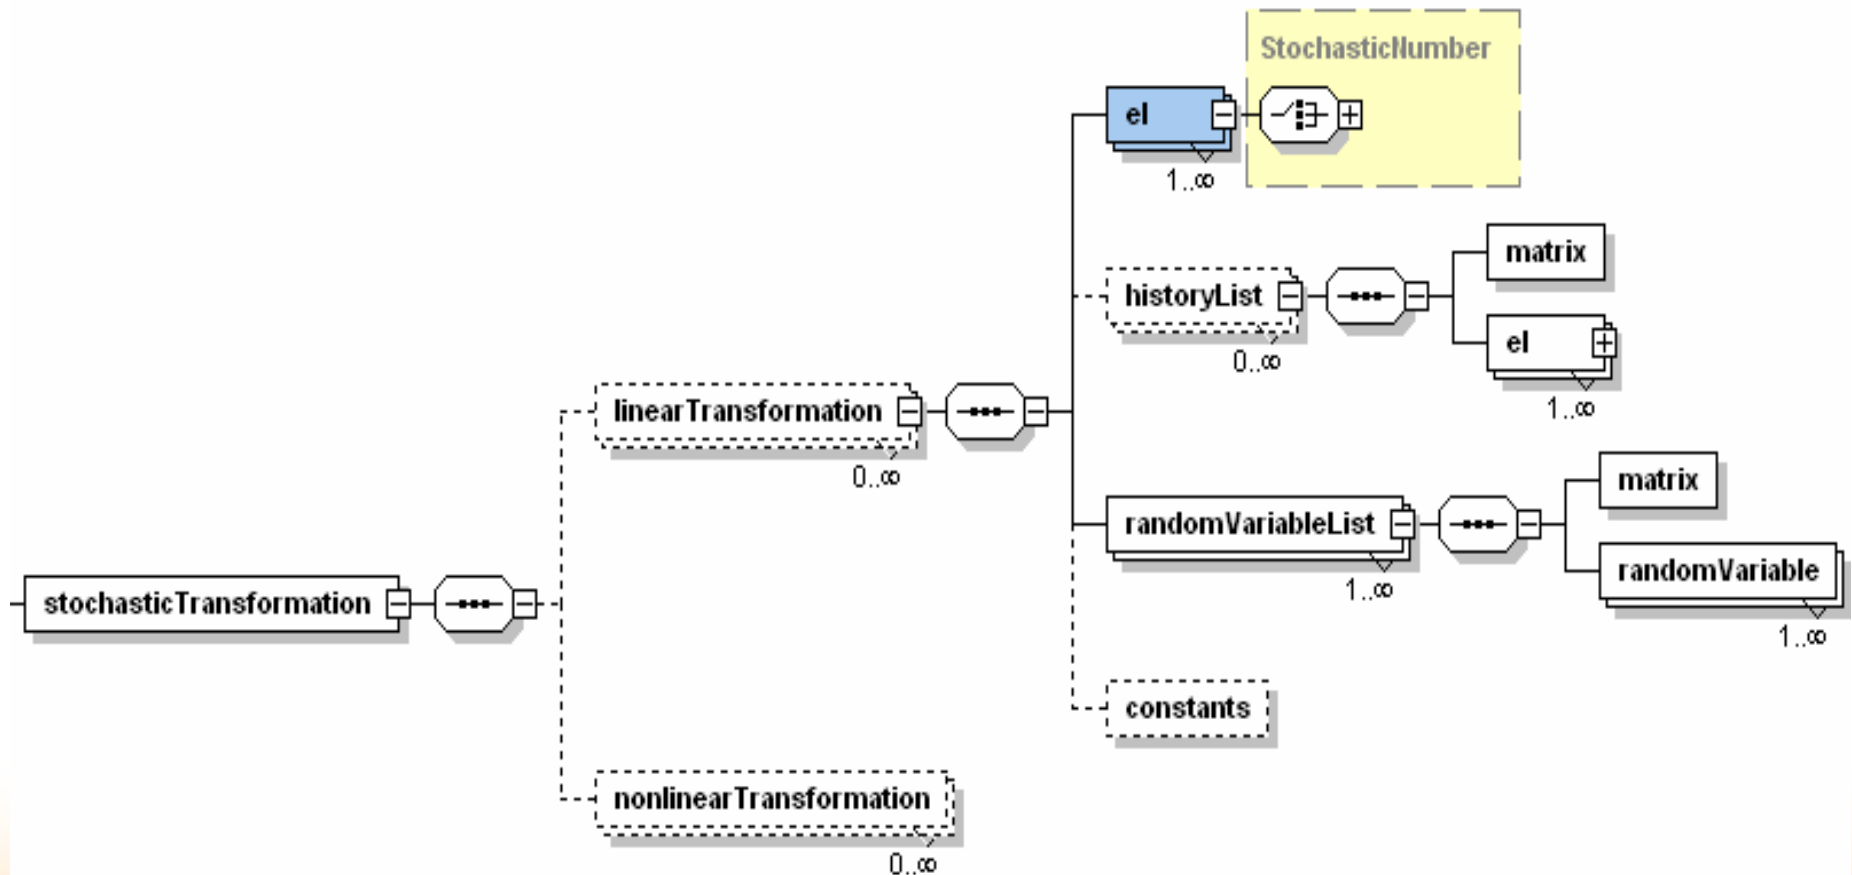 StochasticNumber
el
1..∞
matrix
historyList
0..∞
el
1..∞
linearTransformation
0..∞
matrix
randomVariableList
1..∞
randomVariable
1..∞
stochasticTransformation
constants
nonlinearTransformation
0..∞